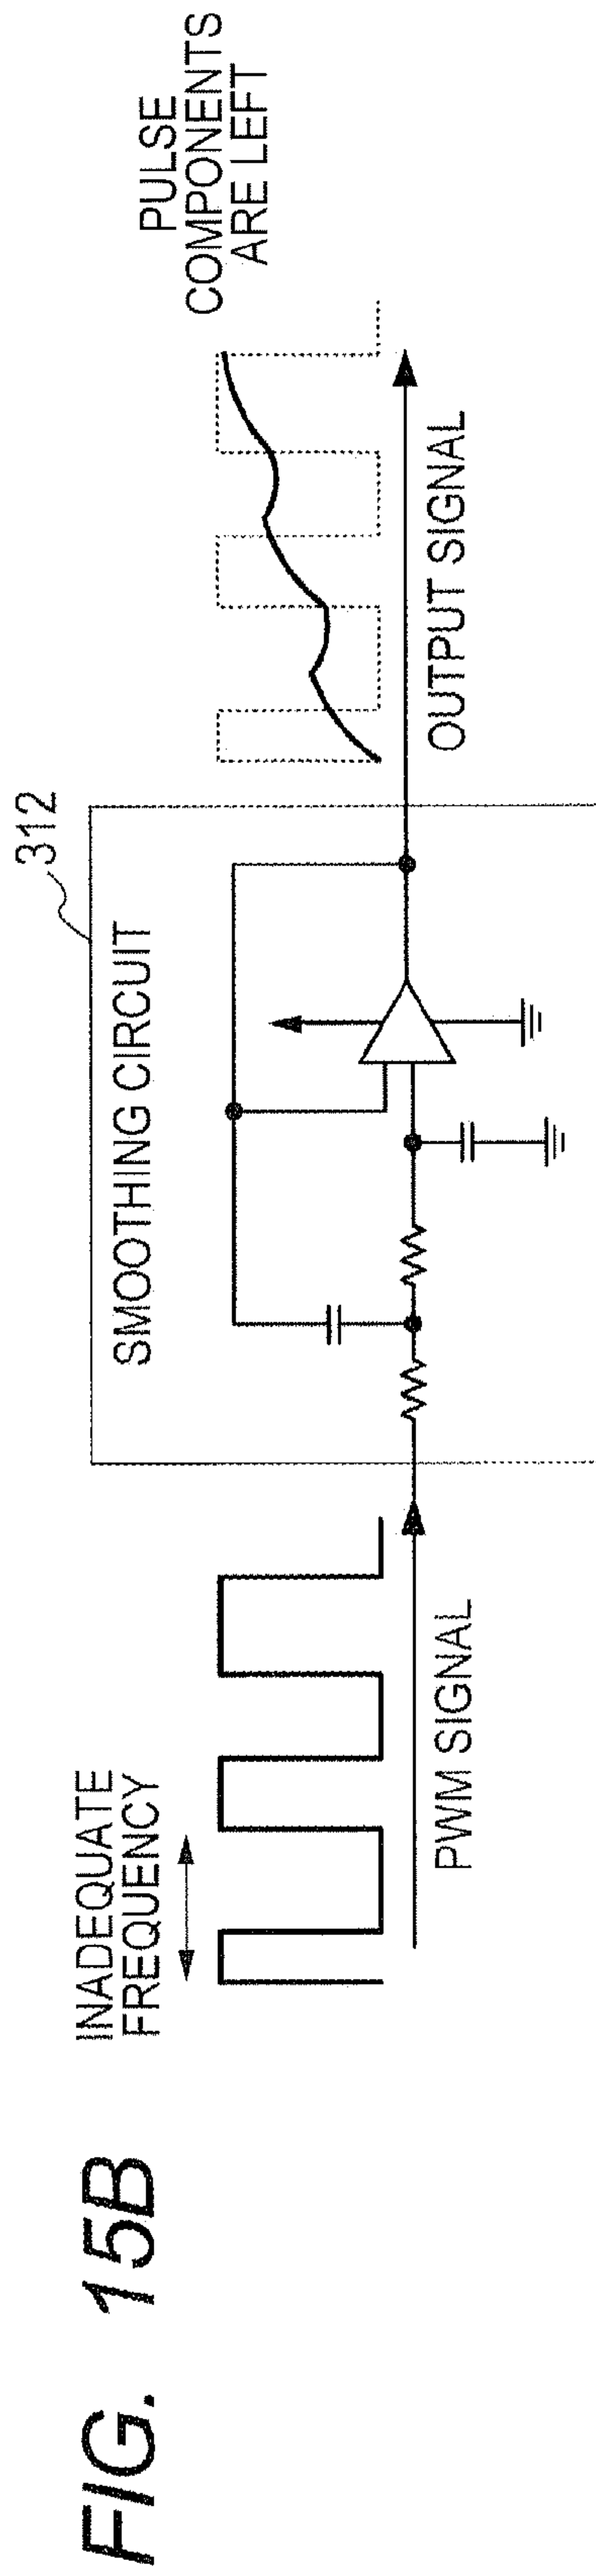 FIG. 15B
INADEQUATE
FREQUENCY
PWM SIGNAL
SMOOTHING CIRCUIT
312
OUTPUT SIGNAL
PULSE
COMPONENTS
ARE LEFT